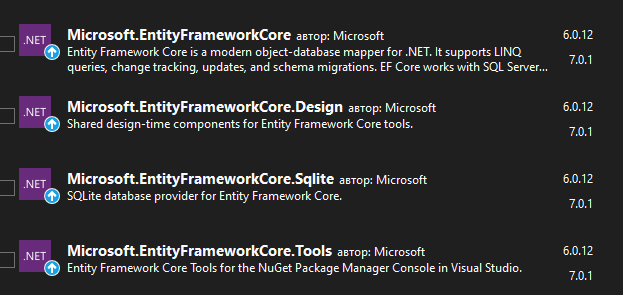 .NET
Microsoft.EntityFrameworkCore автор: Microsoft 6.0.12
Entity Framework Core is a modern object-database mapper for .NET. It supports LINQ
queries, change tracking, updates, and schema migrations. EF Core works with SQL Server...
7.0.1
.NET
Microsoft.EntityFrameworkCore.Design автор: Microsoft 6.0.12
Shared design-time components for Entity Framework Core tools.
7.0.1
.NET
Microsoft.EntityFrameworkCore.Sqlite автор: Microsoft 6.0.12
SQLite database provider for Entity Framework Core.
7.0.1
.NET
Microsoft.EntityFrameworkCore.Tools автор: Microsoft 6.0.12
Entity Framework Core Tools for the NuGet Package Manager Console in Visual Studio.
7.0.1